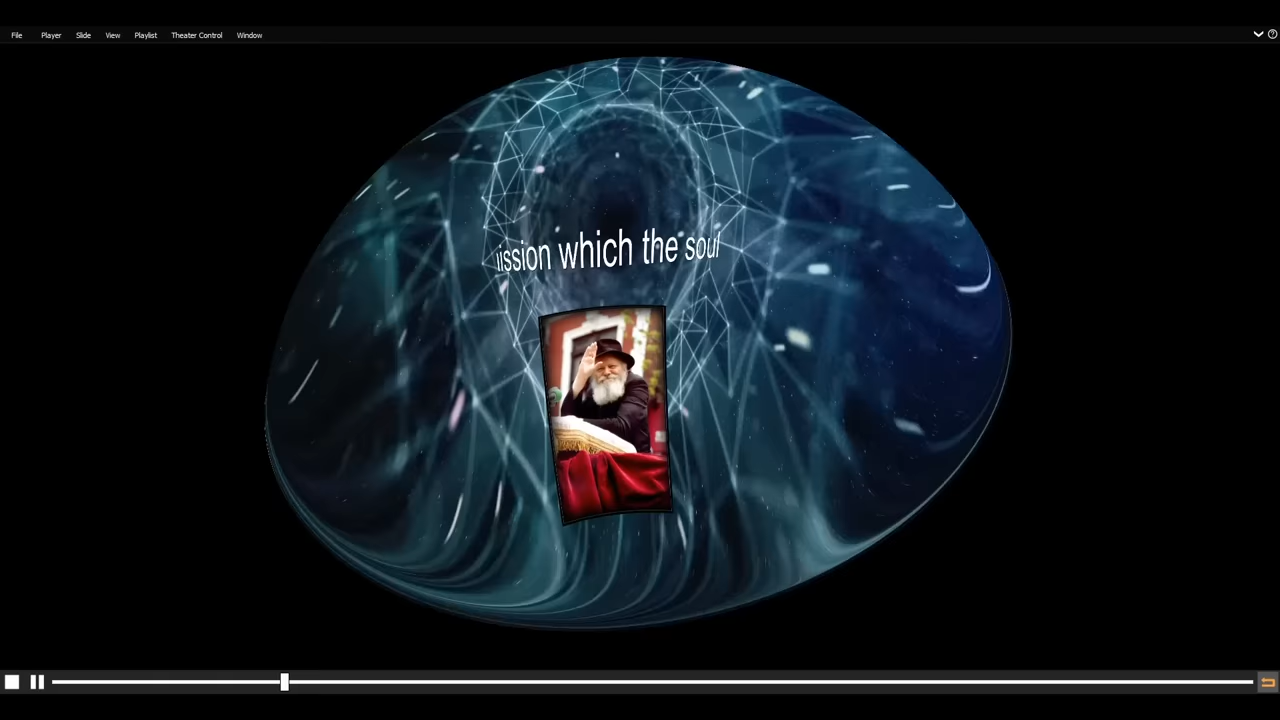 File Player Slide View Playlist Theater Control Window
ission which the soul